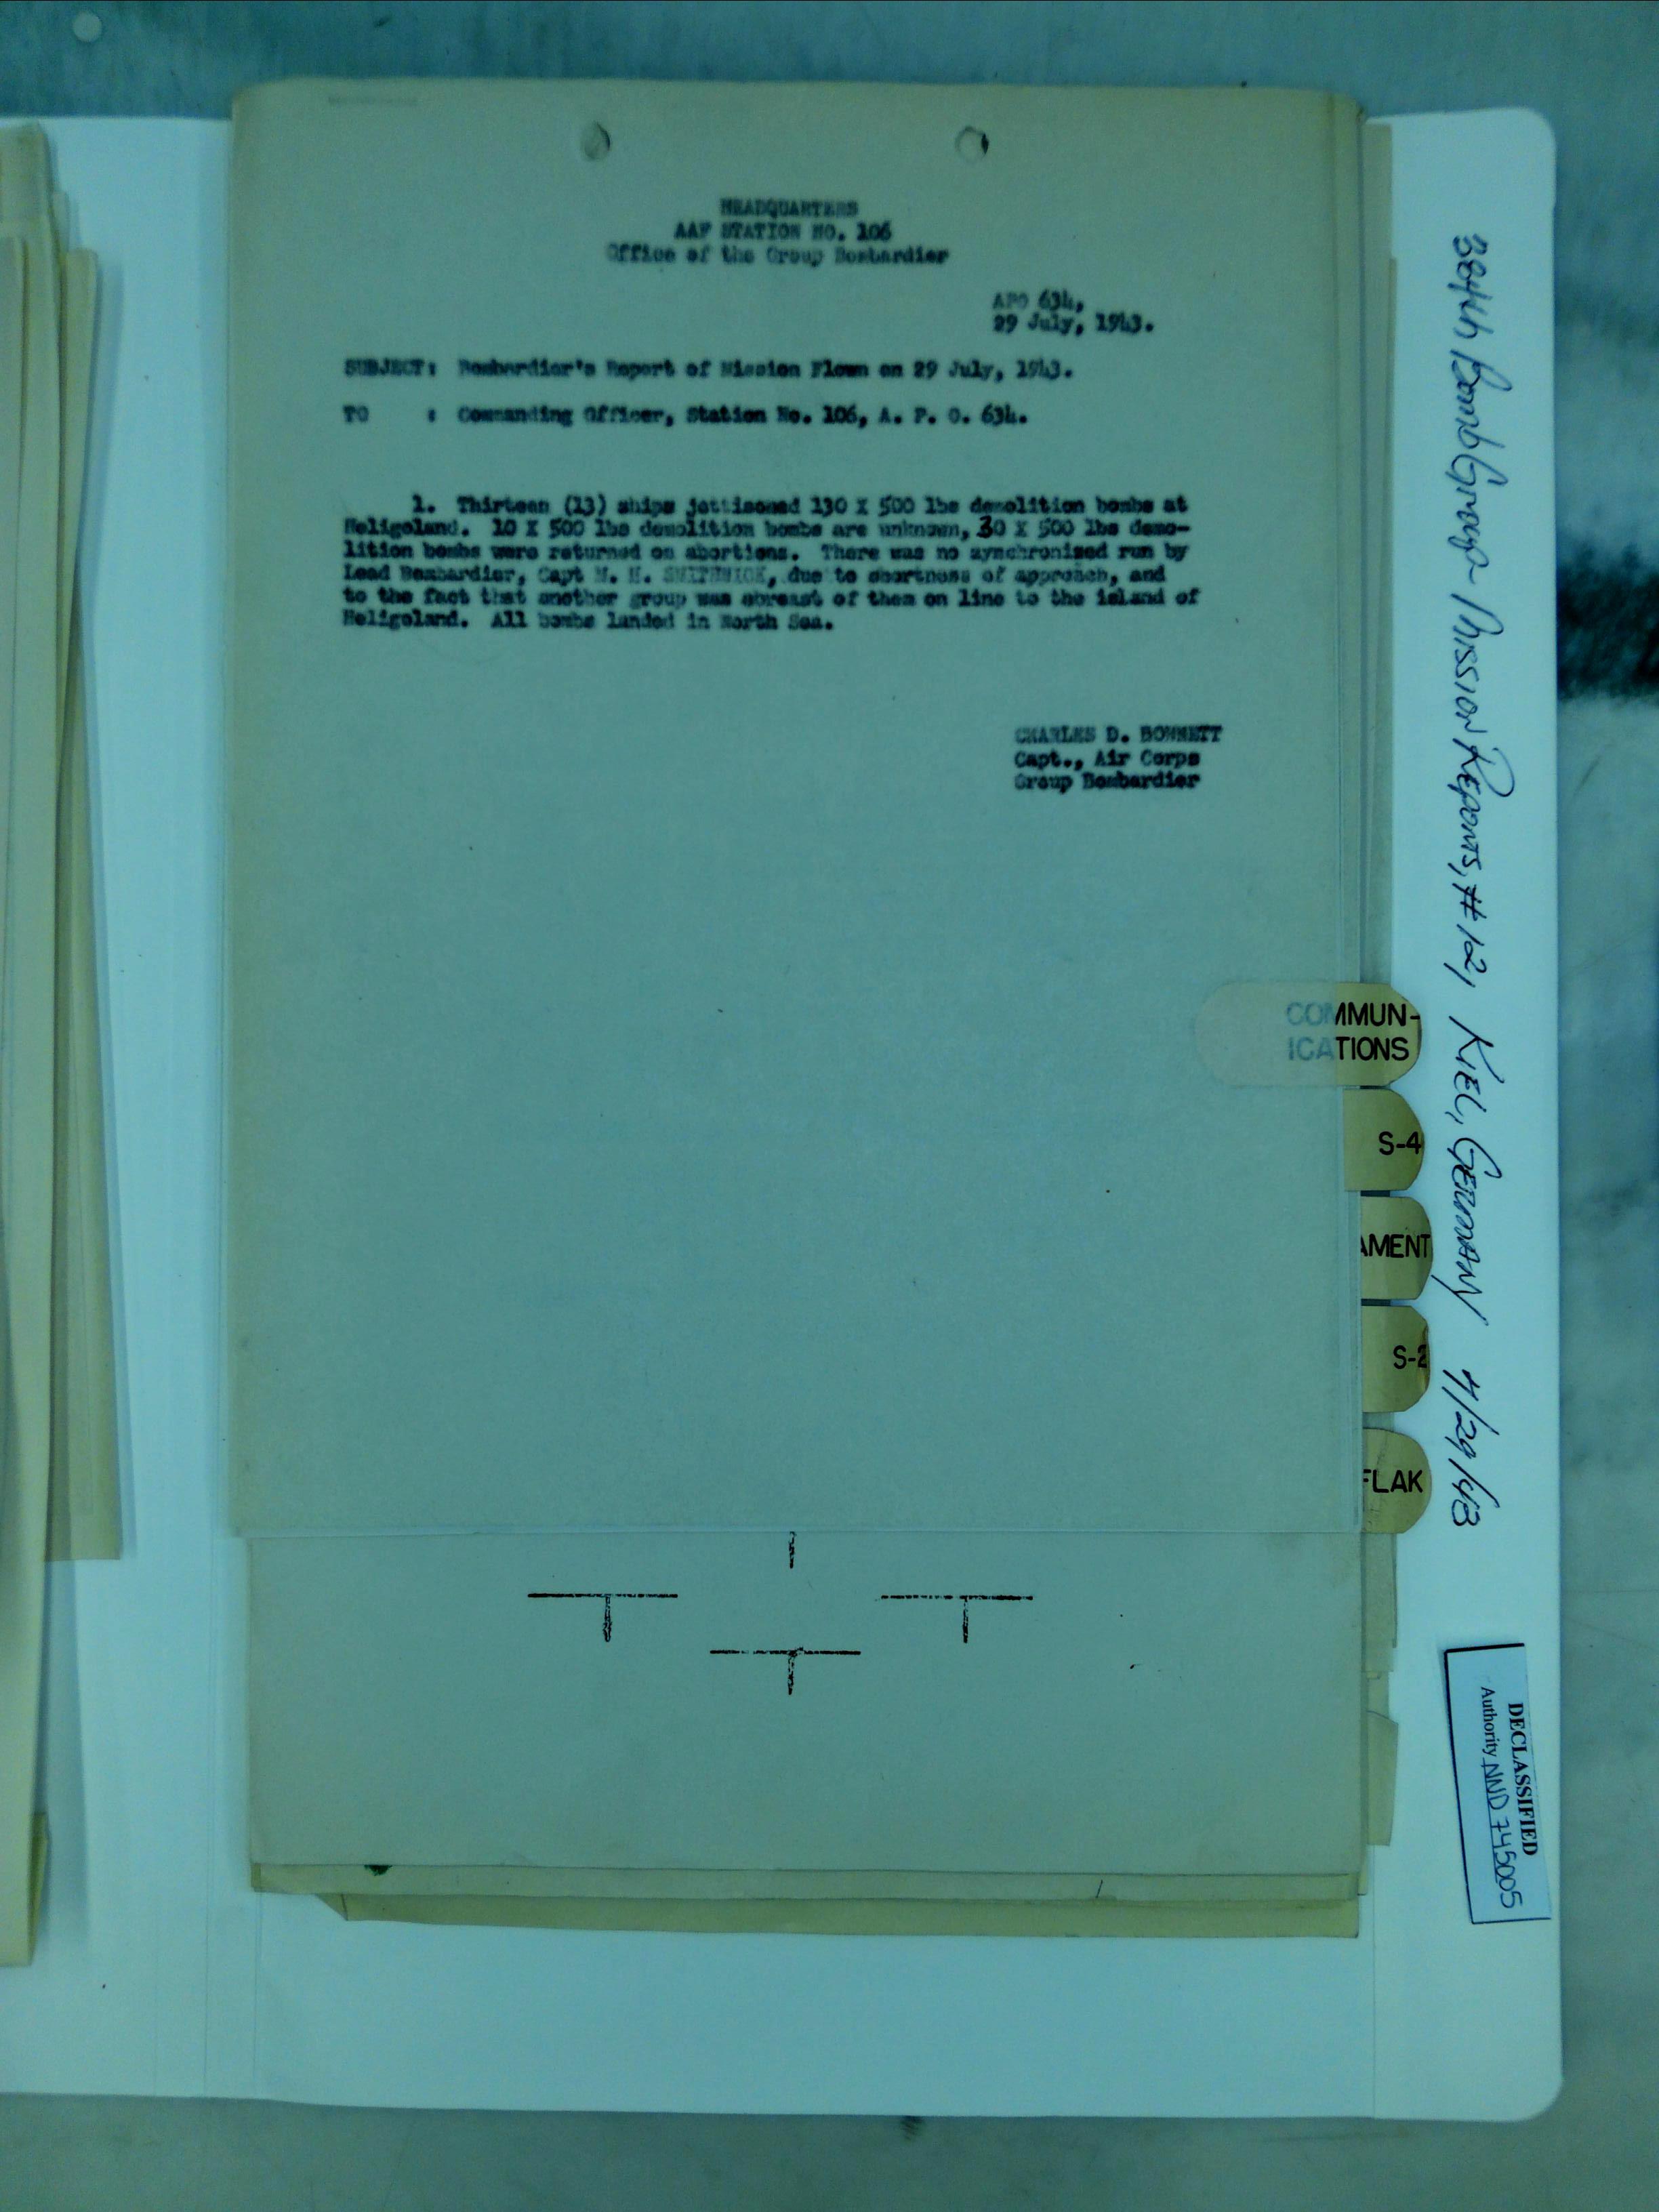 HEADQUARTERS
AAF STATION NO. 106
Office of the Group Bombardier
APO 634,
29 July, 1943.
SUBJECT: Bombardier's Report of Mission Flown on 29 July, 1943.
TO : Commanding Officer, Station No. 106, A. P. O. 634.
1. Thirteen (13) ships jettisoned 130 X 500 lbs demolition bombs at
Heligoland. 10 X 500 lbs demolition bombs are unknown, 30 X 500 lbs demo-
lition bombs were returned on abortions. There was no synchronized run by
Lead Bombardier, Capt SMITHWICK, due to shortness of approach, and
to the fact that another group was abreast of them on line to the island of
Heligoland. All bombs landed in North Sea.
CHARLES D. BONNETT
Capt., Air Corps
Group Bombardier
COMMUN-
ICATIONS
S-4
AMENT
S-2
FLAK
384th Bomb Group - Mission Reports, #12, KIEL, GERMANY 7/29/43
DECLASSIFIED
Authority NND 745005